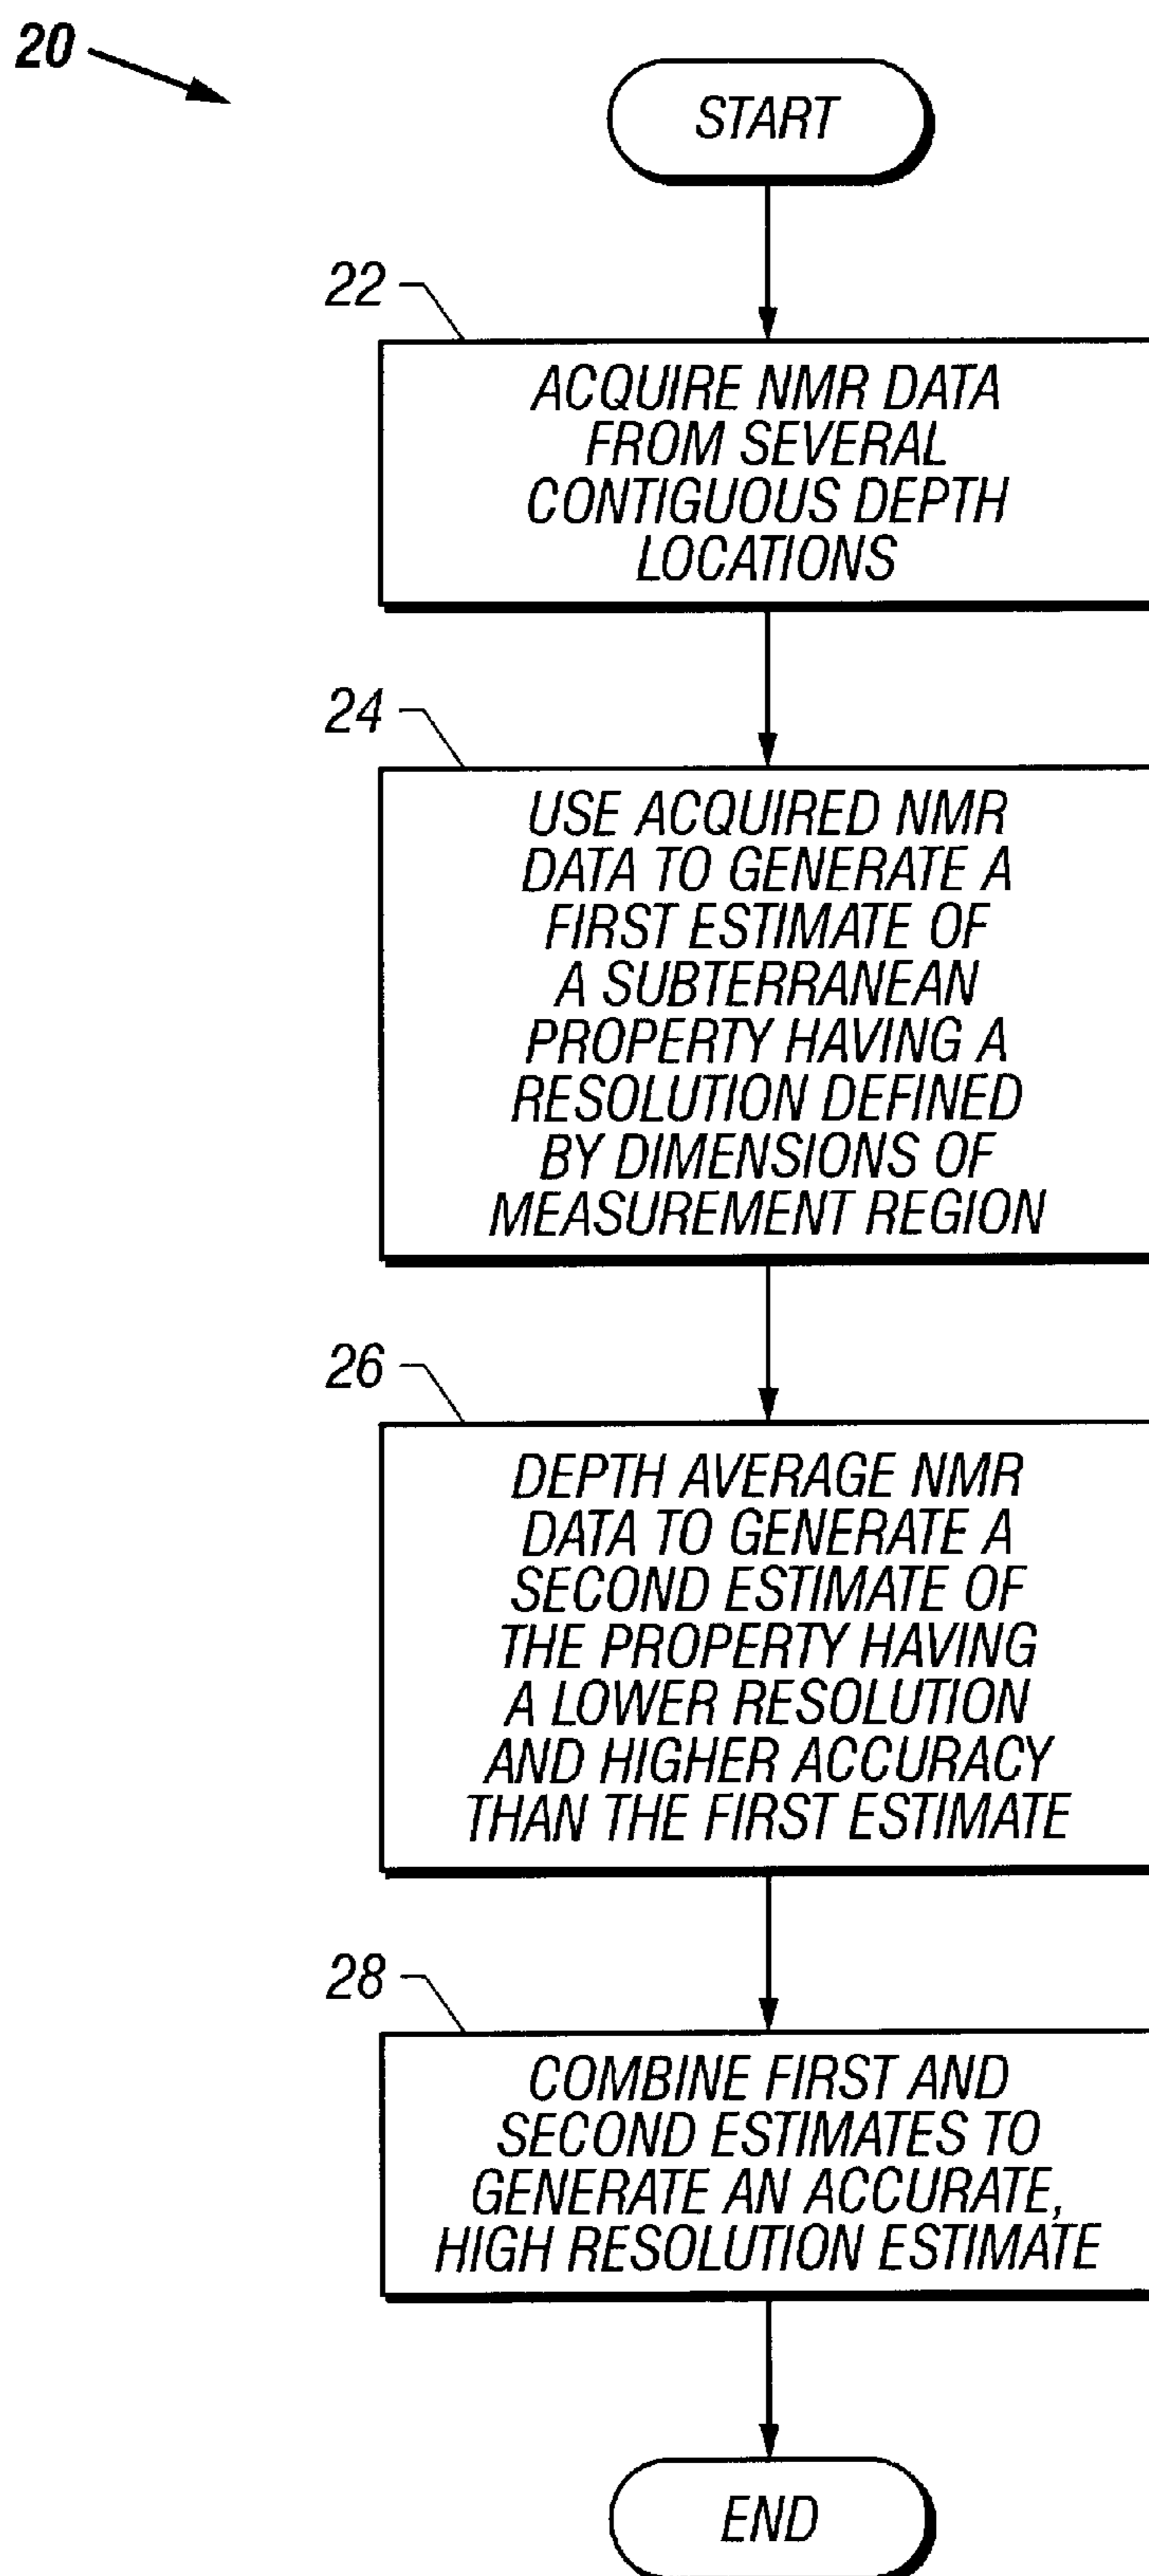 20
START
22
ACQUIRE NMR DATA
FROM SEVERAL
CONTIGUOUS DEPTH
LOCATIONS
24
USE ACQUIRED NMR
DATA TO GENERATE A
FIRST ESTIMATE OF
A SUBTERRANEAN
PROPERTY HAVING A
RESOLUTION DEFINED
BY DIMENSIONS OF
MEASUREMENT REGION
26
DEPTH AVERAGE NMR
DATA TO GENERATE A
SECOND ESTIMATE OF
THE PROPERTY HAVING
A LOWER RESOLUTION
AND HIGHER ACCURACY
THAN THE FIRST ESTIMATE
28
COMBINE FIRST AND
SECOND ESTIMATES TO
GENERATE AN ACCURATE,
HIGH RESOLUTION ESTIMATE
END